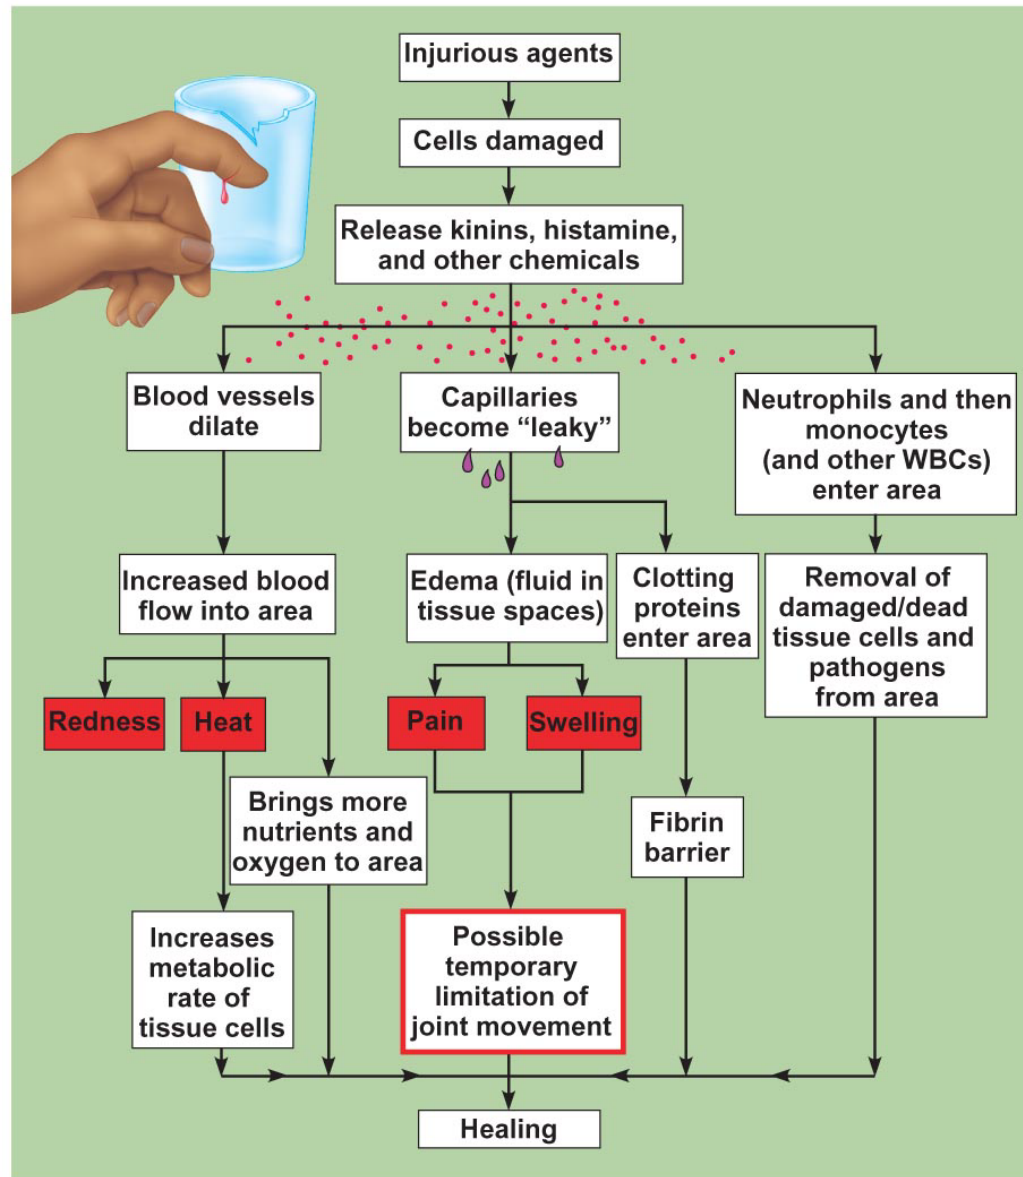 Injurious agents
Cells damaged
Release kinins, histamine,
and other chemicals
Blood vessels
dilate
Capillaries
become “leaky”
Neutrophils and then
monocytes
(and other WBCs)
enter area
Increased blood
flow into area
Edema (fluid in
tissue spaces)
Clotting
proteins
enter area
Removal of
damaged/dead
tissue cells and
pathogens
from area
Redness
Heat
Pain
Swelling
Brings more
nutrients and
oxygen to area
Fibrin
barrier
Increases
metabolic
rate of
tissue cells
Possible
temporary
limitation of
joint movement
Healing